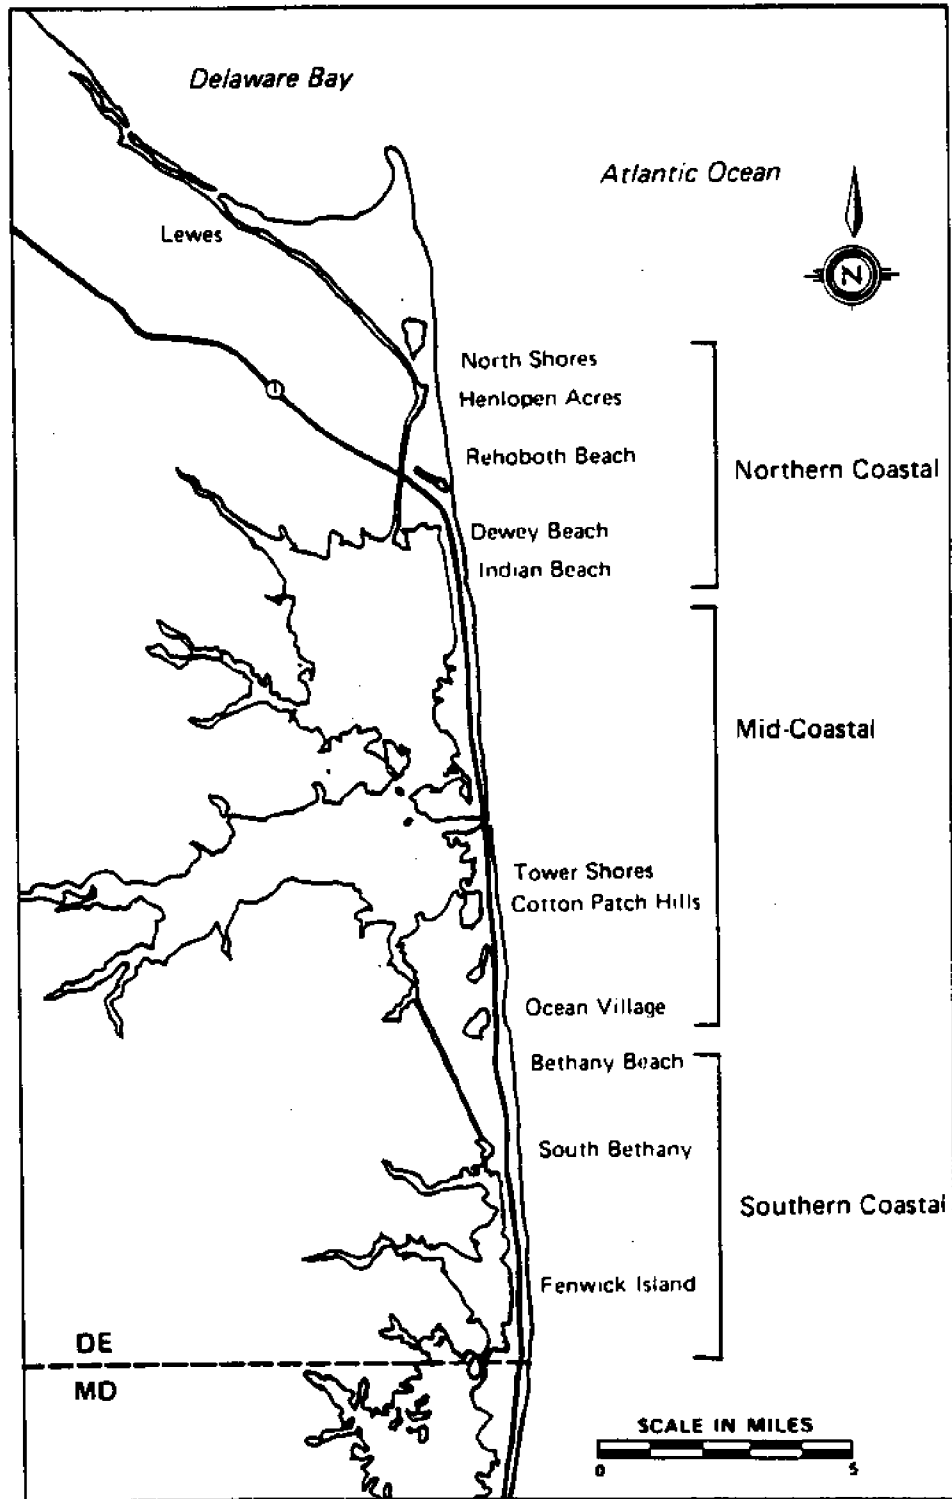 Delaware Bay
Atlantic Ocean
Lewes
N
North Shores
Henlopen Acres
Rehoboth Beach
Northern Coastal
1
Dewey Beach
Indian Beach
Mid-Coastal
Tower Shores
Cotton Patch Hills
Ocean Village
Bethany Beach
South Bethany
Southern Coastal
Fenwick Island
DE
MD
SCALE IN MILES
0 5